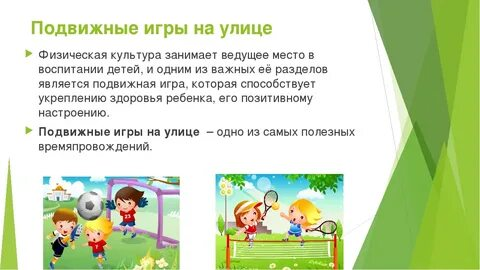 Подвижные игры на улице
Физическая культура занимает ведущее место в
воспитании детей, и одним из важных её разделов
является подвижная игра, которая способствует
укреплению здоровья ребенка, его позитивному
настроению.
Подвижные игры на улице – одно из самых полезных
времяпровождений.